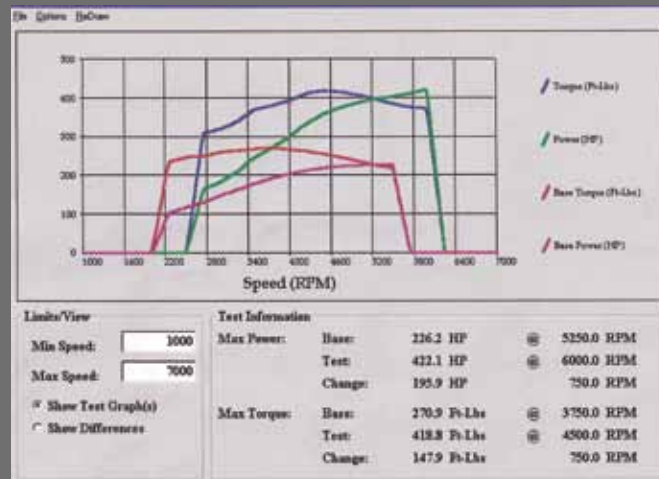 File Options ReDraw
500
400
300
200
100
0
1000 1600 2200 2800 3400 4000 4600 5200 5800 6400 7000
Speed (RPM)
Torque (Ft-Lbs)
Power (HP)
Base Torque (Ft-Lbs)
Base Power (HP)
Limits/View
Min Speed: 1000
Max Speed: 7000
Show Test Graph(s)
Show Differences
Test Information
Max Power: Base: 226.2 HP @ 5250.0 RPM
Test: 422.1 HP @ 6000.0 RPM
Change: 195.9 HP 750.0 RPM
Max Torque: Base: 270.9 Ft-Lbs @ 3750.0 RPM
Test: 418.8 Ft-Lbs @ 4500.0 RPM
Change: 147.9 Ft-Lbs 750.0 RPM